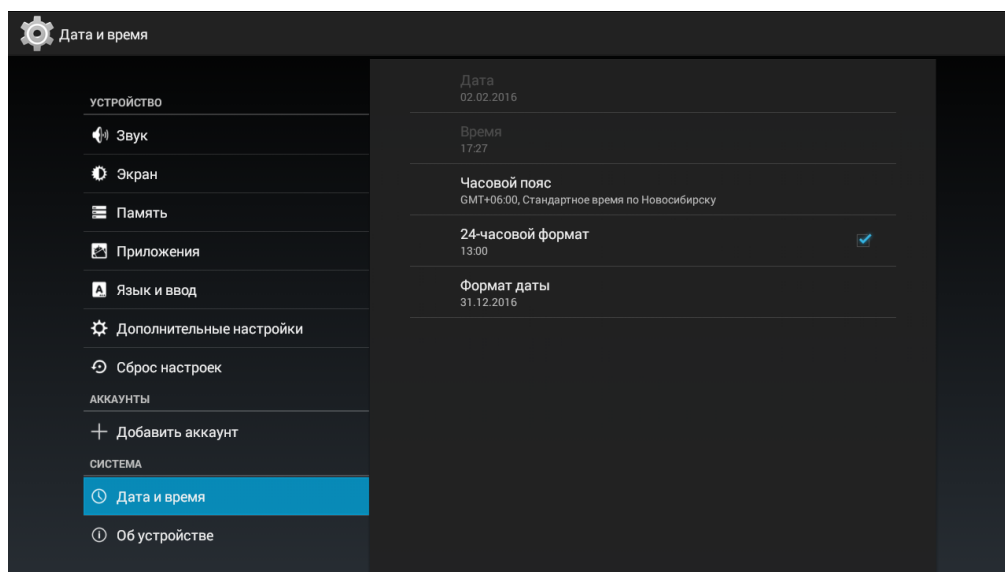 Дата и время
УСТРОЙСТВО
Звук
Экран
Память
Приложения
Язык и ввод
Дополнительные настройки
Сброс настроек
АККАУНТЫ
Добавить аккаунт
СИСТЕМА
Дата и время
Об устройстве
Дата
02.02.2016
Время
17:27
Часовой пояс
GMT+06:00, Стандартное время по Новосибирску
24-часовой формат
13:00
Формат даты
31.12.2016